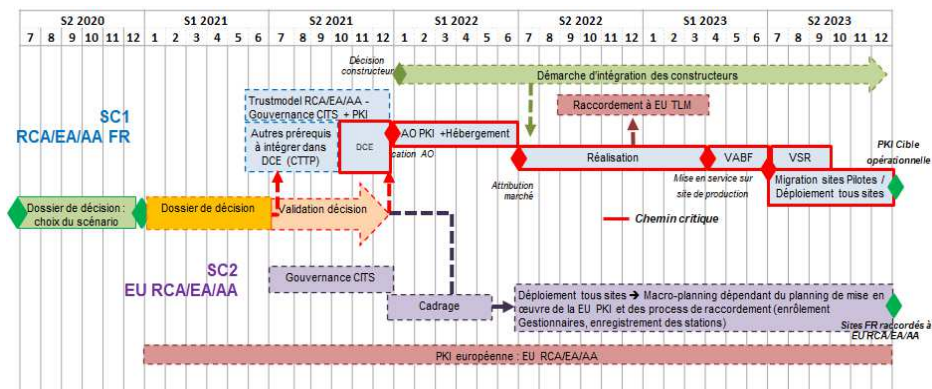 S2 2020 S1 2021 S2 2021 S1 2022 S2 2022 S1 2023 S2 2023
7 8 9 10 11 12 1 2 3 4 5 6 7 8 9 10 11 12 1 2 3 4 5 6 7 8 9 10 11 12 1 2 3 4 5 6 7 8 9 10 11 12
Décision
constructeur
Démarche d'intégration des constructeurs
SC1
RCA/EA/AA FR
Trustmodel RCA/EA/AA -
Gouvernance CITS + PKI
Autres prérequis
à intégrer dans
DCE (CTTP)
DCE
AO PKI +Hébergement
cation AO
Raccordement à EU TLM
Réalisation
VABF
VSR
PKI Cible
opérationnelle
Attribution
marché
Mise en service sur
site de production
Migration sites Pilotes /
Déploiement tous sites
Dossier de décision :
choix du scénario
Dossier de décision
Validation décision
Chemin critique
SC2
EU RCA/EA/AA
Gouvernance CITS
Cadrage
Déploiement tous sites → Macro-planning dépendant du planning de mise en
œuvre de la EU PKI et des process de raccordement (enrôlement
Gestionnaires, enregistrement des stations)
Sites FR raccordés à
EU RCA/EA/AA
PKI européenne : EU RCA/EA/AA